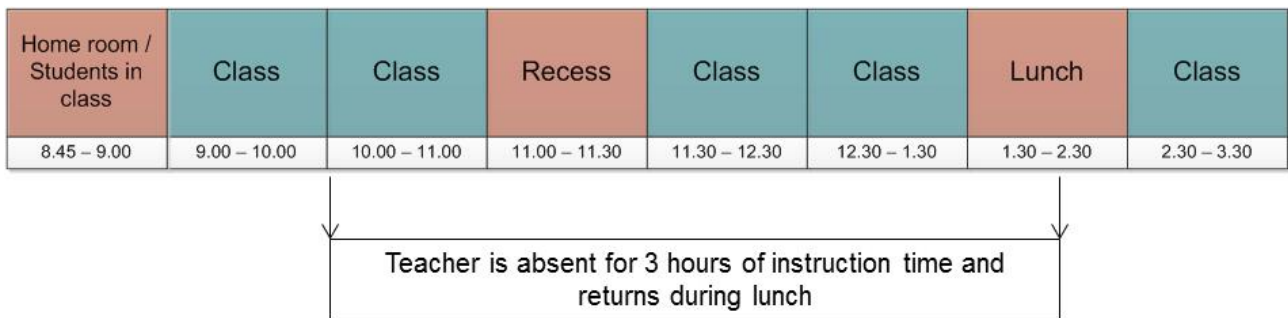 Home room /
Students in
class
Class
Class
Recess
Class
Class
Lunch
Class
8.45 – 9.00
9.00 – 10.00
10.00 – 11.00
11.00 – 11.30
11.30 – 12.30
12.30 – 1.30
1.30 – 2.30
2.30 – 3.30
Teacher is absent for 3 hours of instruction time and
returns during lunch